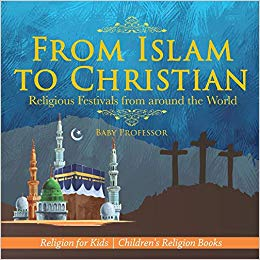 From Islam
to Christian
Religious Festivals from around the World
Baby Professor
Religion for Kids | Children's Religion Books